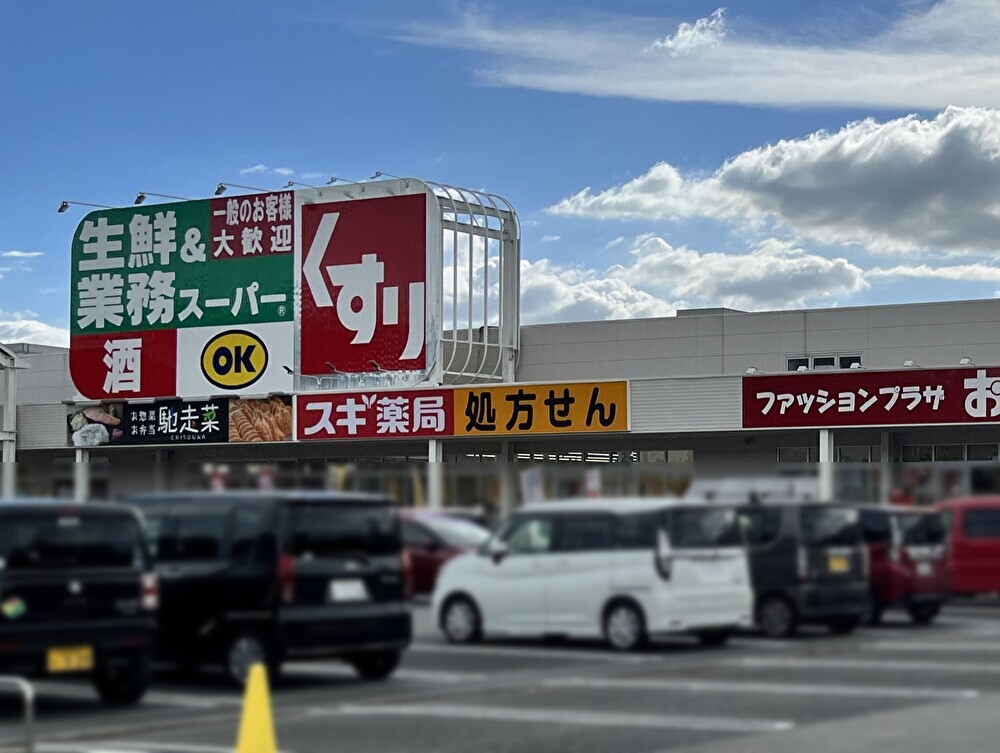 生鮮&
業務スーパー®
一般のお客様
大歓迎
酒
OK
くすり
お惣菜
お弁当
馳走菜
CHISOUNA
スギ薬局
処方せん
ファッションプラザ
お